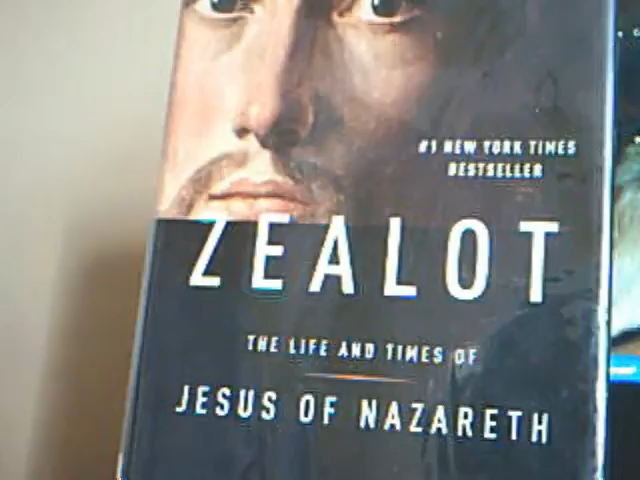 #1 NEW YORK TIMES
BESTSELLER
ZEALOT
THE LIFE AND TIMES OF
JESUS OF NAZARETH